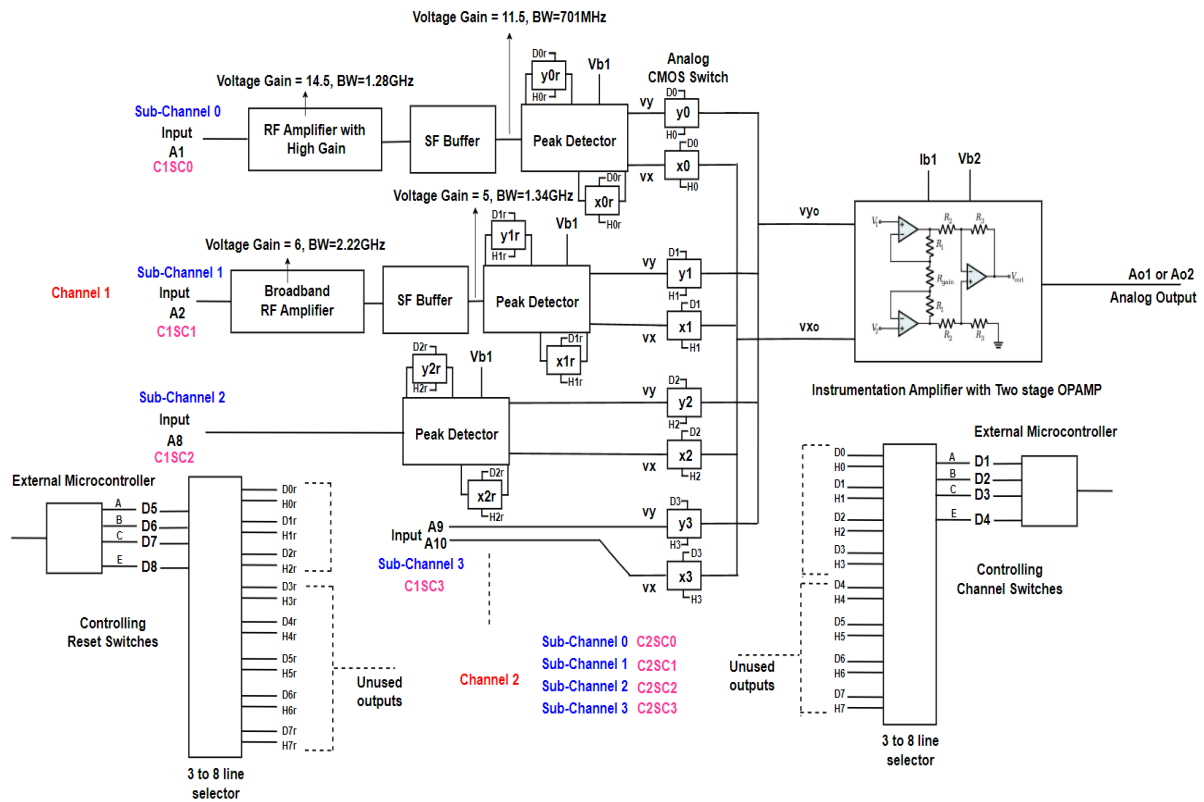 Voltage Gain = 11.5, BW=701MHz
Voltage Gain = 14.5, BW=1.28GHz
Sub-Channel 0
Input
A1
C1SC0
RF Amplifier with
High Gain
SF Buffer
D0r
y0r
H0r
Vb1
Peak Detector
D0r
x0r
H0r
Analog
CMOS Switch
vy
D0
y0
H0
vx
D0
x0
H0
Voltage Gain = 5, BW=1.34GHz
Voltage Gain = 6, BW=2.22GHz
Channel 1
Sub-Channel 1
Input
A2
C1SC1
Broadband
RF Amplifier
SF Buffer
D1r
y1r
H1r
Vb1
Peak Detector
D1r
x1r
H1r
vy
D1
y1
H1
vx
D1
x1
H1
Sub-Channel 2
Input
A8
C1SC2
D2r
y2r
H2r
Vb1
Peak Detector
D2r
x2r
H2r
vy
D2
y2
H2
vx
D2
x2
H2
Input
A9
A10
Sub-Channel 3
C1SC3
vy
D3
y3
H3
vx
D3
x3
H3
vyo
vxo
Ib1
Vb2
V1
V2
R2
R3
R1
Rgain
R1
R2
R3
Vout
Ao1 or Ao2
Analog Output
Instrumentation Amplifier with Two stage OPAMP
External Microcontroller
A
D5
B
D6
C
D7
E
D8
Controlling
Reset Switches
D0r
H0r
D1r
H1r
D2r
H2r
D3r
H3r
D4r
H4r
D5r
H5r
D6r
H6r
D7r
H7r
Unused
outputs
3 to 8 line
selector
Channel 2
Sub-Channel 0 C2SC0
Sub-Channel 1 C2SC1
Sub-Channel 2 C2SC2
Sub-Channel 3 C2SC3
D0
H0
D1
H1
D2
H2
D3
H3
D4
H4
D5
H5
D6
H6
D7
H7
Unused
outputs
3 to 8 line
selector
External Microcontroller
A
D1
B
D2
C
D3
E
D4
Controlling
Channel Switches